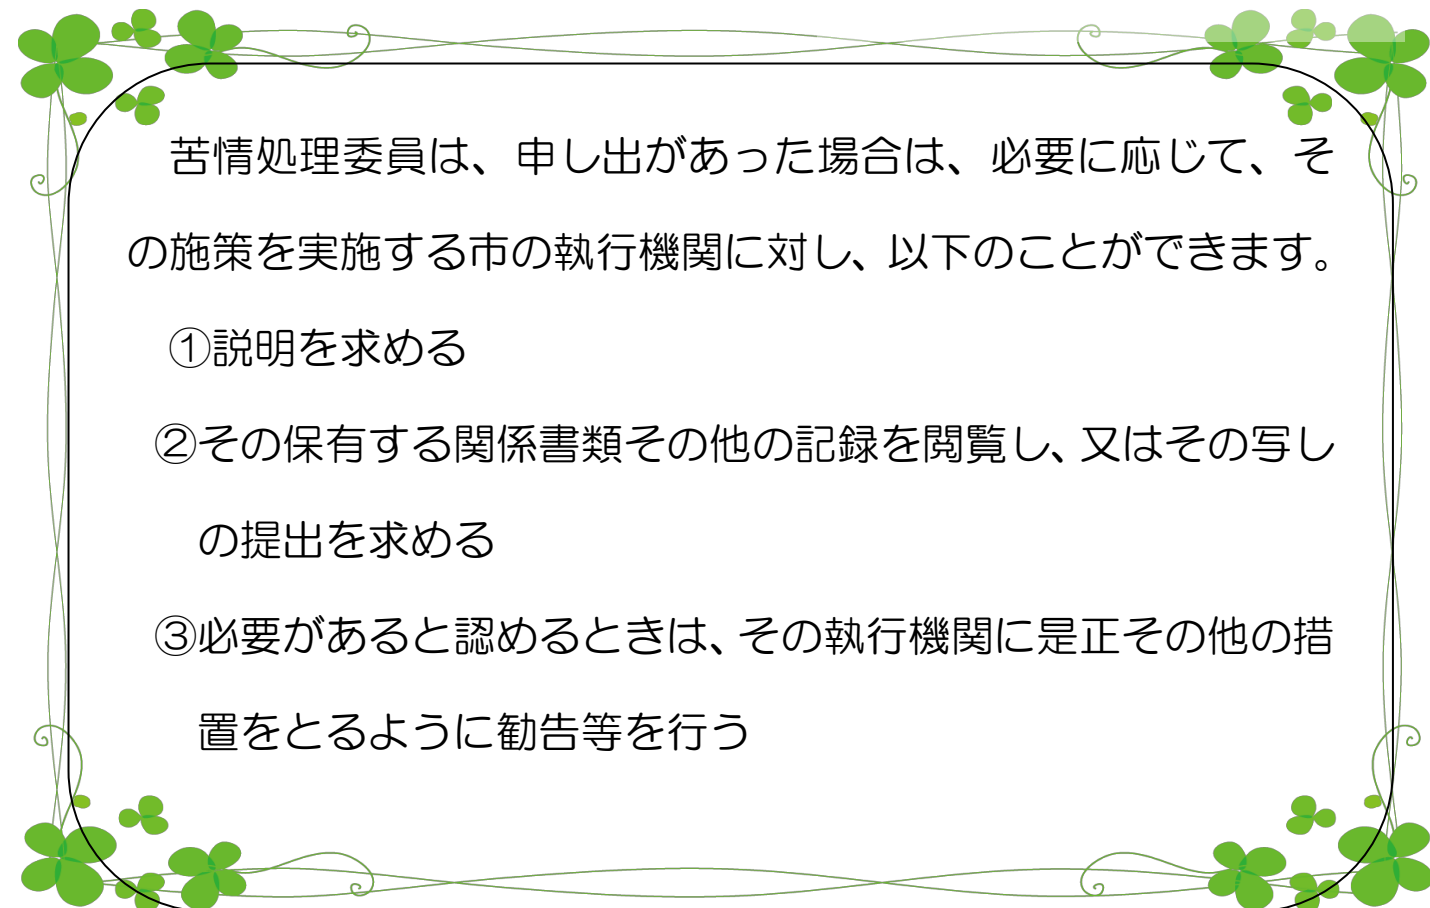 苦情処理委員は、申し出があった場合は、必要に応じて、そ
の施策を実施する市の執行機関に対し、以下のことができます。
①説明を求める
②その保有する関係書類その他の記録を閲覧し、又はその写し
の提出を求める
③必要があると認めるときは、その執行機関に是正その他の措
置をとるように勧告等を行う